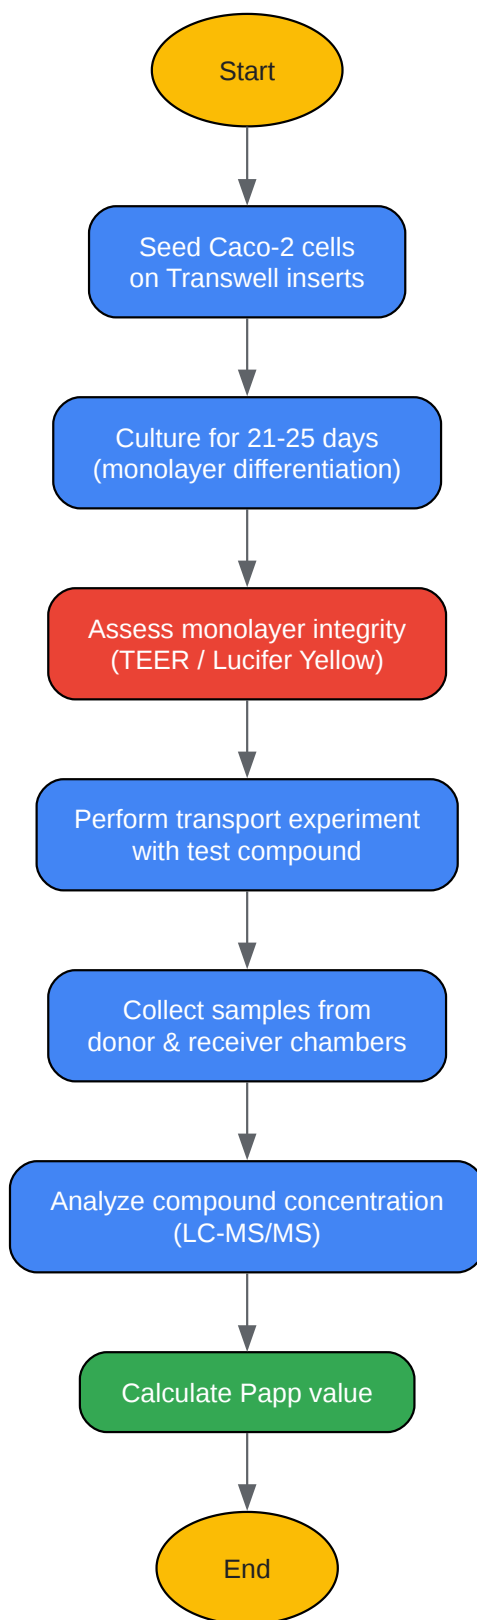 Start
Seed Caco-2 cells
on Transwell inserts
Culture for 21-25 days
(monolayer differentiation)
Assess monolayer integrity
(TEER / Lucifer Yellow)
Perform transport experiment
with test compound
Collect samples from
donor & receiver chambers
Analyze compound concentration
(LC-MS/MS)
Calculate Papp value
End